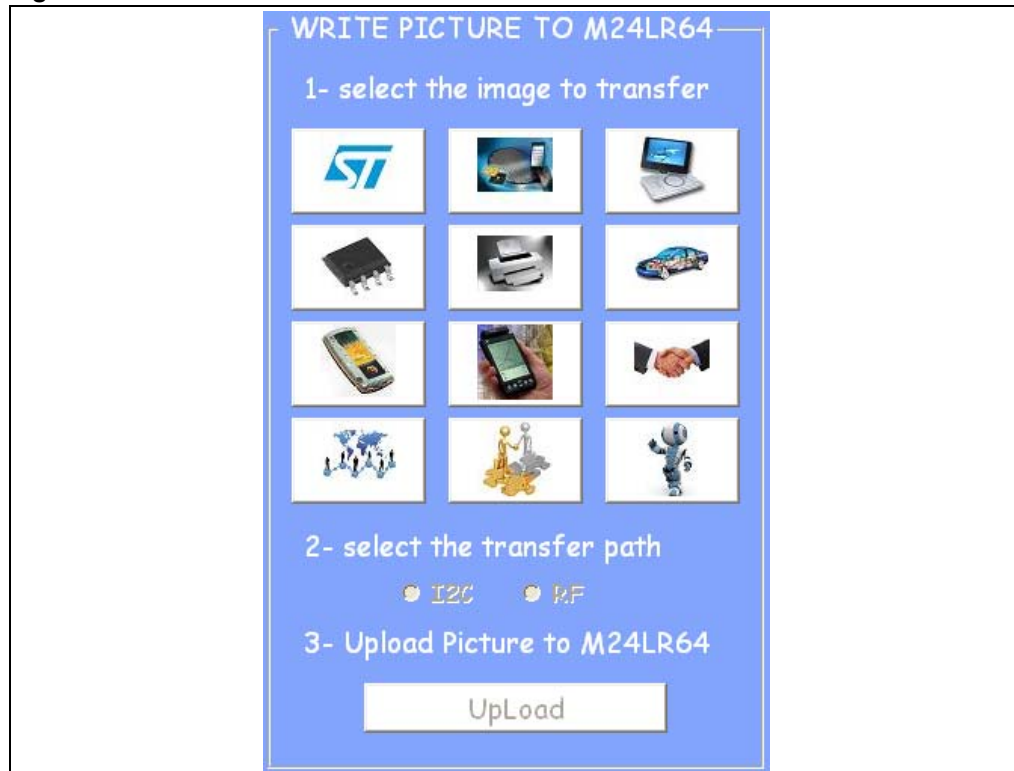 WRITE PICTURE TO M24LR64
1- select the image to transfer
ST
2- select the transfer path
I2C RF
3- Upload Picture to M24LR64
UpLoad